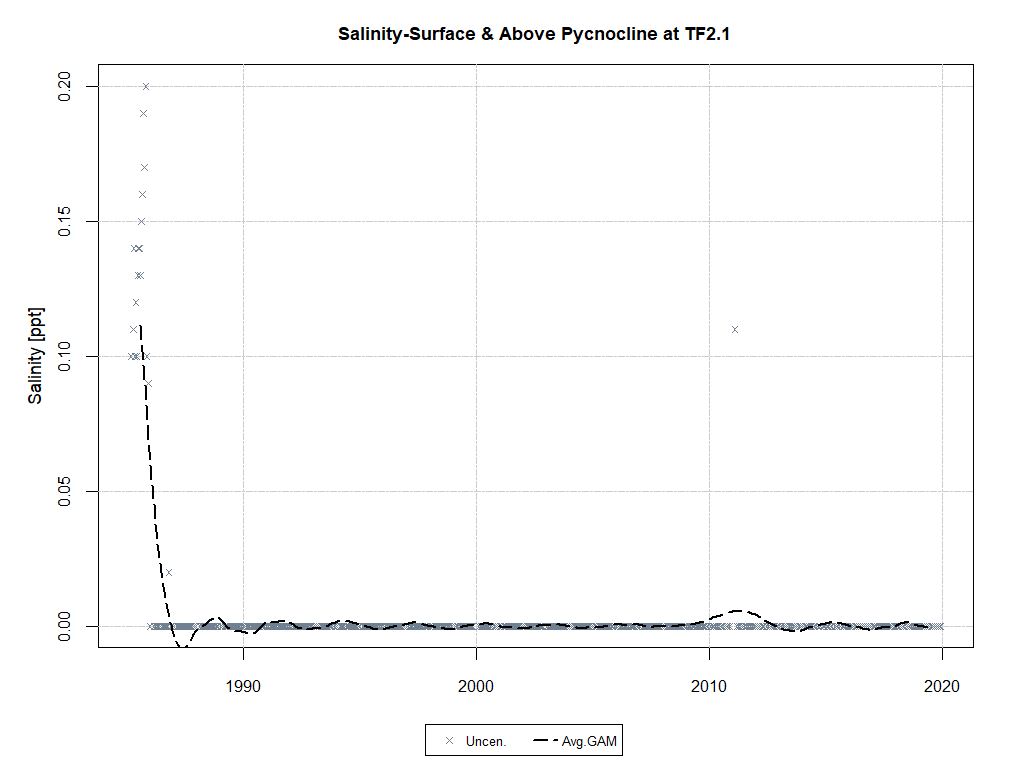 Salinity-Surface & Above Pycnocline at TF2.1
Salinity [ppt]
0.20
0.15
0.10
0.05
0.00
1990 2000 2010 2020
Uncen. Avg.GAM